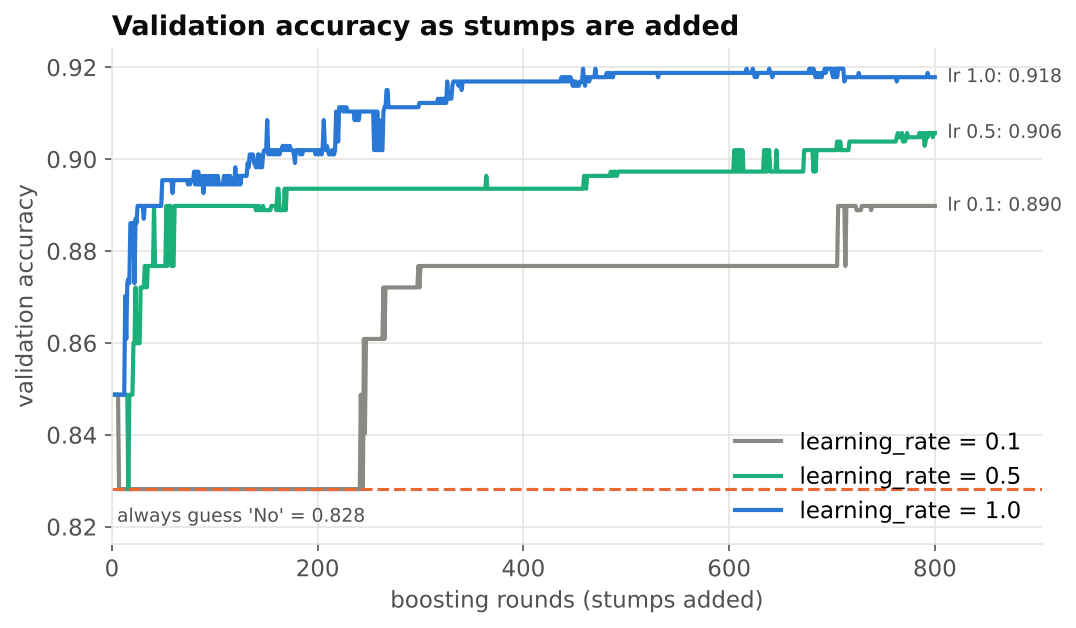 Validation accuracy as stumps are added
validation accuracy
0.92
0.90
0.88
0.86
0.84
0.82
lr 1.0: 0.918
lr 0.5: 0.906
lr 0.1: 0.890
learning_rate = 0.1
learning_rate = 0.5
learning_rate = 1.0
always guess 'No' = 0.828
0 200 400 600 800
boosting rounds (stumps added)